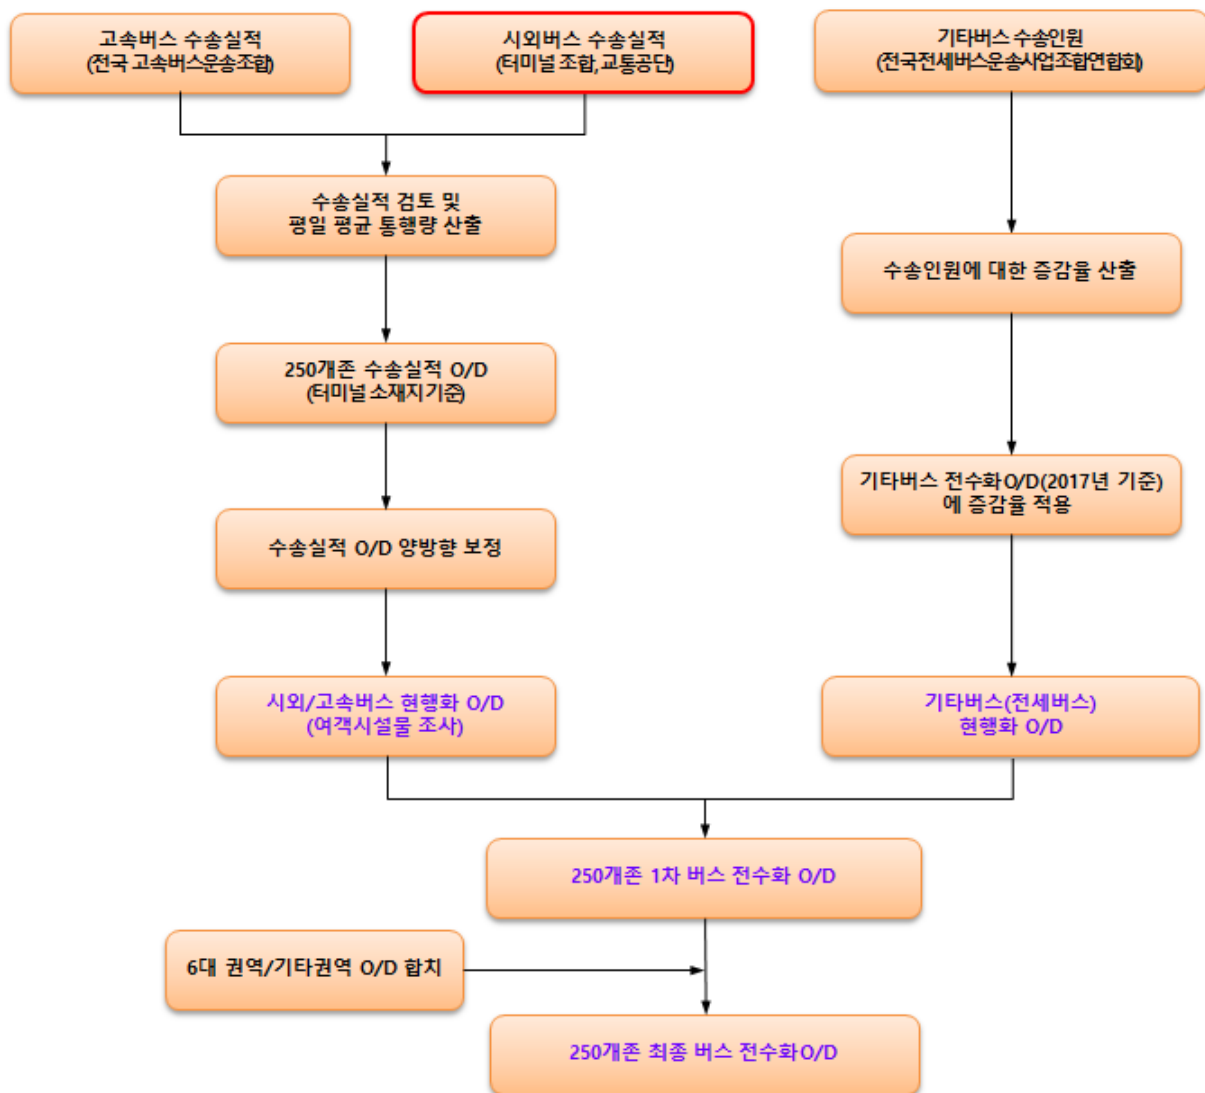 고속버스 수송실적
(전국 고속버스운송조합)
시외버스 수송실적
(터미널 조합,교통공단)
기타버스 수송인원
(전국전세버스운송사업조합연합회)
수송실적 검토 및
평일 평균 통행량 산출
수송인원에 대한 증감율 산출
250개존 수송실적 O/D
(터미널 소재지기준)
기타버스 전수화O/D(2017년 기준)
에 증감율 적용
수송실적 O/D 양방향 보정
시외/고속버스 현행화 O/D
(여객시설물 조사)
기타버스(전세버스)
현행화 O/D
250개존 1차 버스 전수화 O/D
6대 권역/기타권역 O/D 합치
250개존 최종 버스 전수화O/D